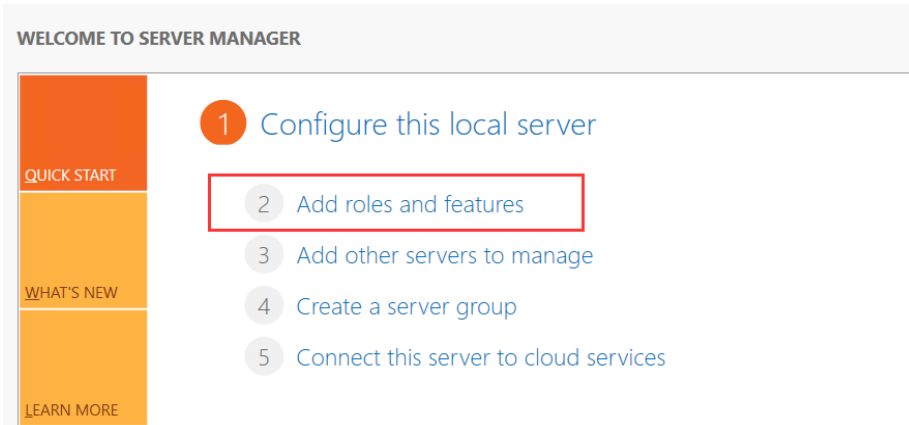 WELCOME TO SERVER MANAGER
QUICK START
WHAT'S NEW
LEARN MORE
1 Configure this local server
2 Add roles and features
3 Add other servers to manage
4 Create a server group
5 Connect this server to cloud services